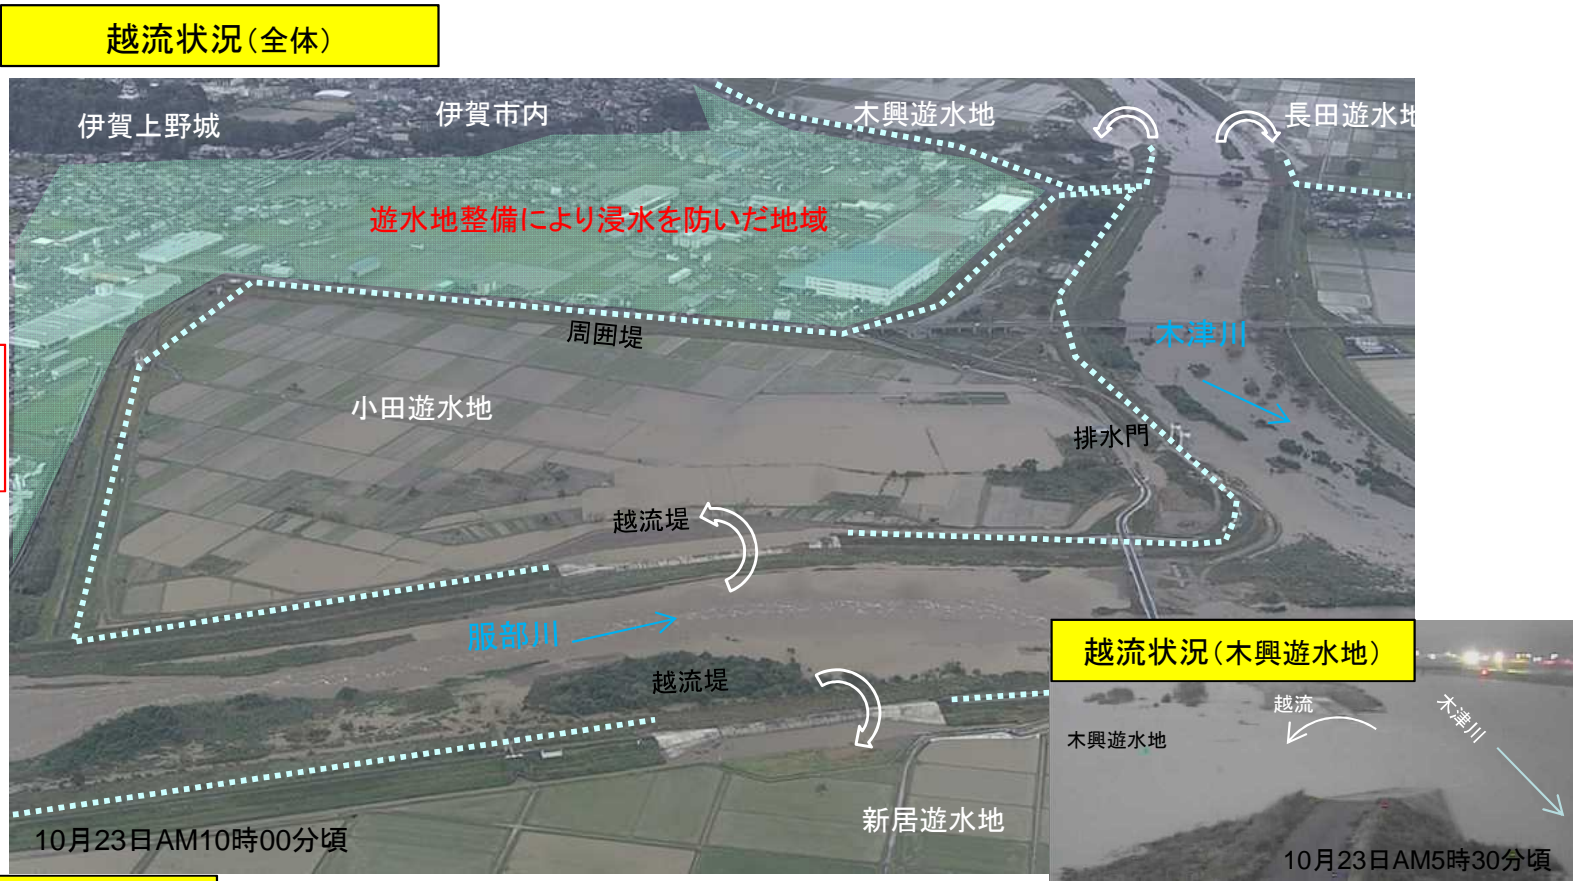 越流状況(全体)
伊賀上野城
伊賀市内
木興遊水地
長田遊水地
遊水地整備により浸水を防いだ地域
周囲堤
木津川
小田遊水地
排水門
越流堤
服部川
越流堤
新居遊水地
10月23日AM10時00分頃
越流状況(木興遊水地)
越流
木津川
木興遊水地
10月23日AM5時30分頃